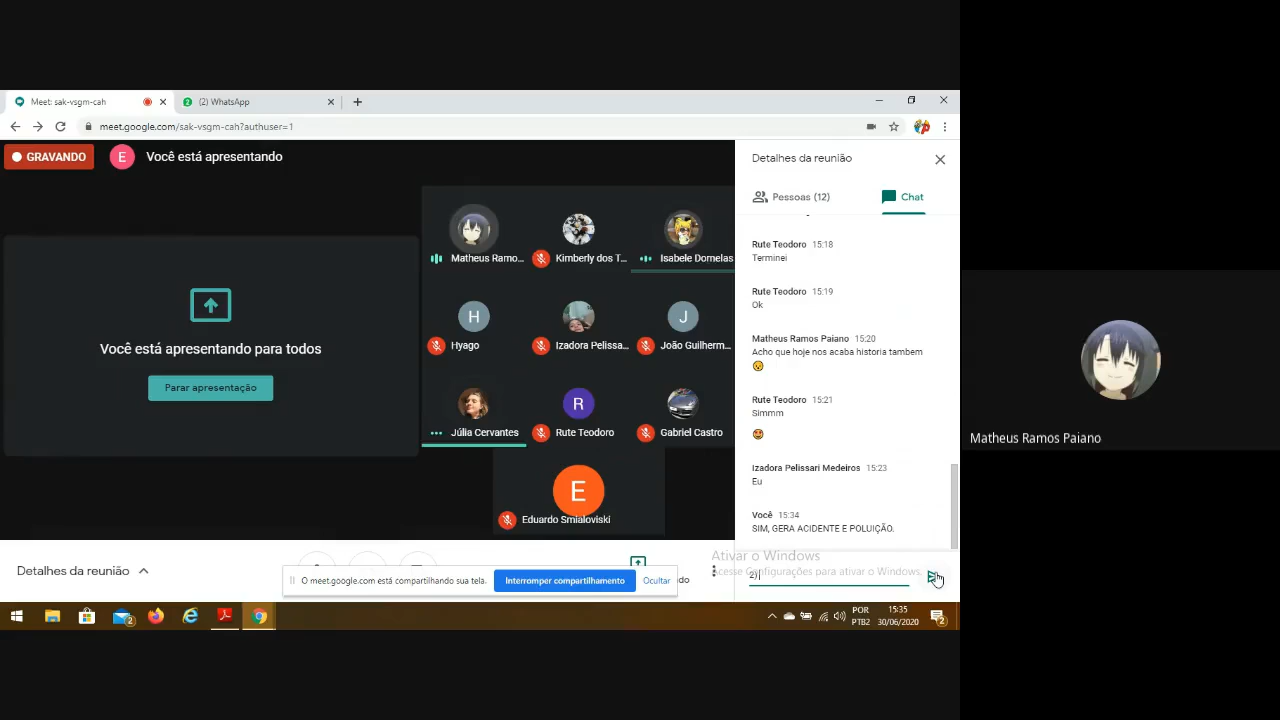 Meet: sak-vsgm-cah
(2) WhatsApp
meet.google.com/sak-vsgm-cah?authuser=1
GRAVANDO
E
Você está apresentando
Detalhes da reunião
Pessoas (12)
Chat
Matheus Ramo...
Kimberly dos T...
Isabele Dornelas
H
J
Hyago
Izadora Pelissa...
João Guilherm...
Você está apresentando para todos
Parar apresentação
R
Júlia Cervantes
Rute Teodoro
Gabriel Castro
E
Eduardo Smialoviski
Rute Teodoro 15:18
Terminei
Rute Teodoro 15:19
Ok
Matheus Ramos Paiano 15:20
Acho que hoje nos acaba historia tambem
Rute Teodoro 15:21
Simmm
Izadora Pelissari Medeiros 15:23
Eu
Você 15:34
SIM, GERA ACIDENTE E POLUIÇÃO.
Ativar o Windows
Acesse Configurações para ativar o Windows.
2)
Detalhes da reunião
O meet.google.com está compartilhando sua tela.
Interromper compartilhamento
Ocultar
POR
PTB2
15:35
30/06/2020
2
2
Matheus Ramos Paiano